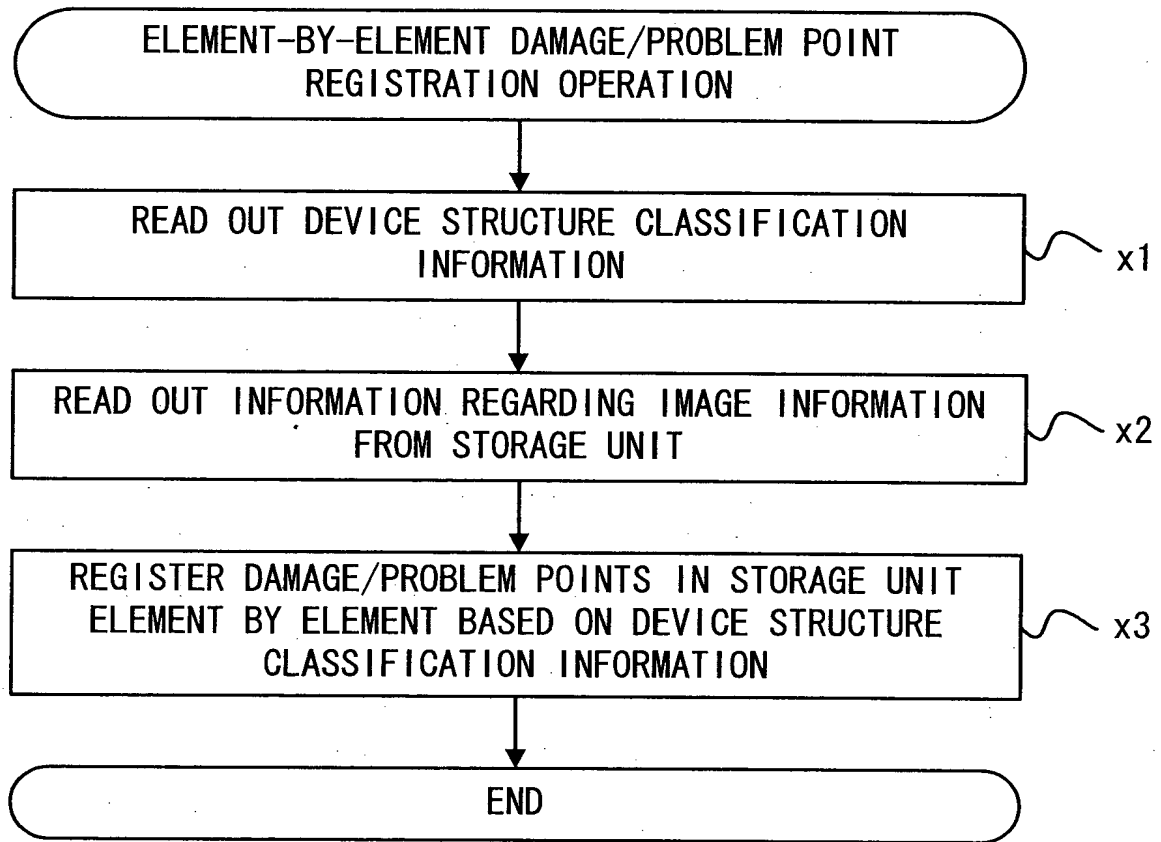 ELEMENT-BY-ELEMENT DAMAGE/PROBLEM POINT
REGISTRATION OPERATION
READ OUT DEVICE STRUCTURE CLASSIFICATION
INFORMATION
x1
READ OUT INFORMATION REGARDING IMAGE INFORMATION
FROM STORAGE UNIT
x2
REGISTER DAMAGE/PROBLEM POINTS IN STORAGE UNIT
ELEMENT BY ELEMENT BASED ON DEVICE STRUCTURE
CLASSIFICATION INFORMATION
x3
END